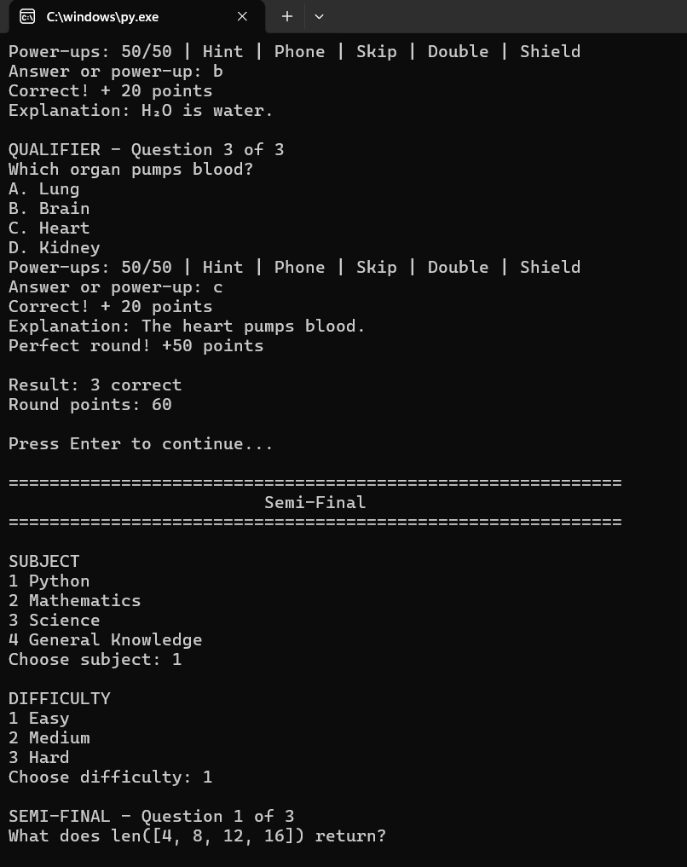 C:\windows\py.exe
Power-ups: 50/50 | Hint | Phone | Skip | Double | Shield
Answer or power-up: b
Correct! + 20 points
Explanation: H₂O is water.
QUALIFIER - Question 3 of 3
Which organ pumps blood?
A. Lung
B. Brain
C. Heart
D. Kidney
Power-ups: 50/50 | Hint | Phone | Skip | Double | Shield
Answer or power-up: c
Correct! + 20 points
Explanation: The heart pumps blood.
Perfect round! +50 points
Result: 3 correct
Round points: 60
Press Enter to continue...
============================================================
Semi-Final
============================================================
SUBJECT
1 Python
2 Mathematics
3 Science
4 General Knowledge
Choose subject: 1
DIFFICULTY
1 Easy
2 Medium
3 Hard
Choose difficulty: 1
SEMI-FINAL - Question 1 of 3
What does len([4, 8, 12, 16]) return?